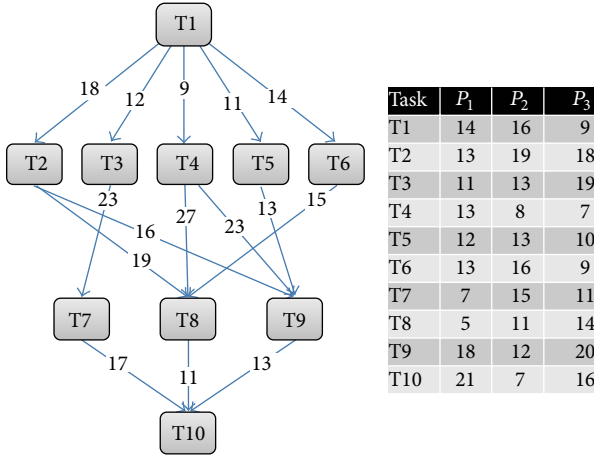 T1
18 12 9 11 14
T2 T3 T4 T5 T6
23 27 13 15
16 23
19
T7 T8 T9
17 11 13
T10
Task P1 P2 P3
T1 14 16 9
T2 13 19 18
T3 11 13 19
T4 13 8 7
T5 12 13 10
T6 13 16 9
T7 7 15 11
T8 5 11 14
T9 18 12 20
T10 21 7 16